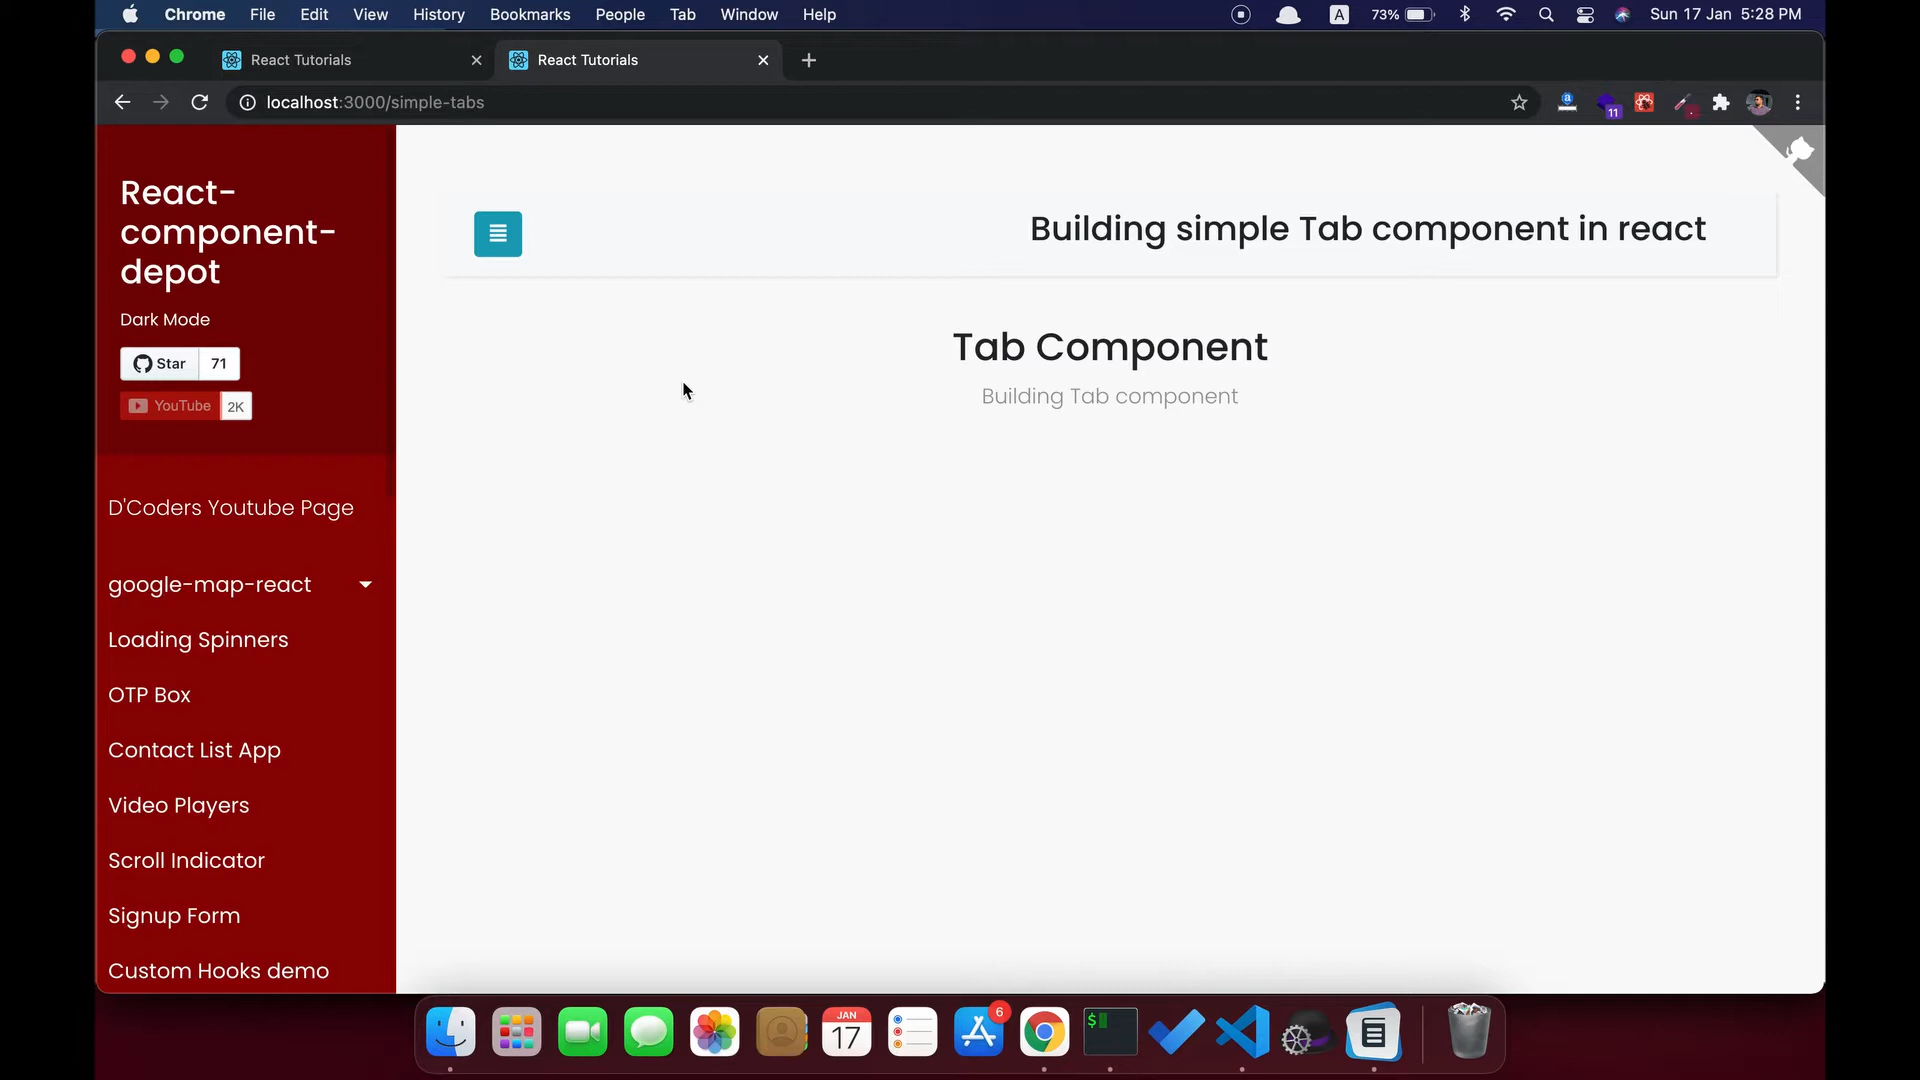 Chrome File Edit View History Bookmarks People Tab Window Help
A 73% Sun 17 Jan 5:28 PM
React Tutorials
React Tutorials
localhost:3000/simple-tabs
11
React-
component-
depot
Dark Mode
Star 71
YouTube 2K
D'Coders Youtube Page
google-map-react
Loading Spinners
OTP Box
Contact List App
Video Players
Scroll Indicator
Signup Form
Custom Hooks demo
Building simple Tab component in react
Tab Component
Building Tab component
JAN
17
6
$